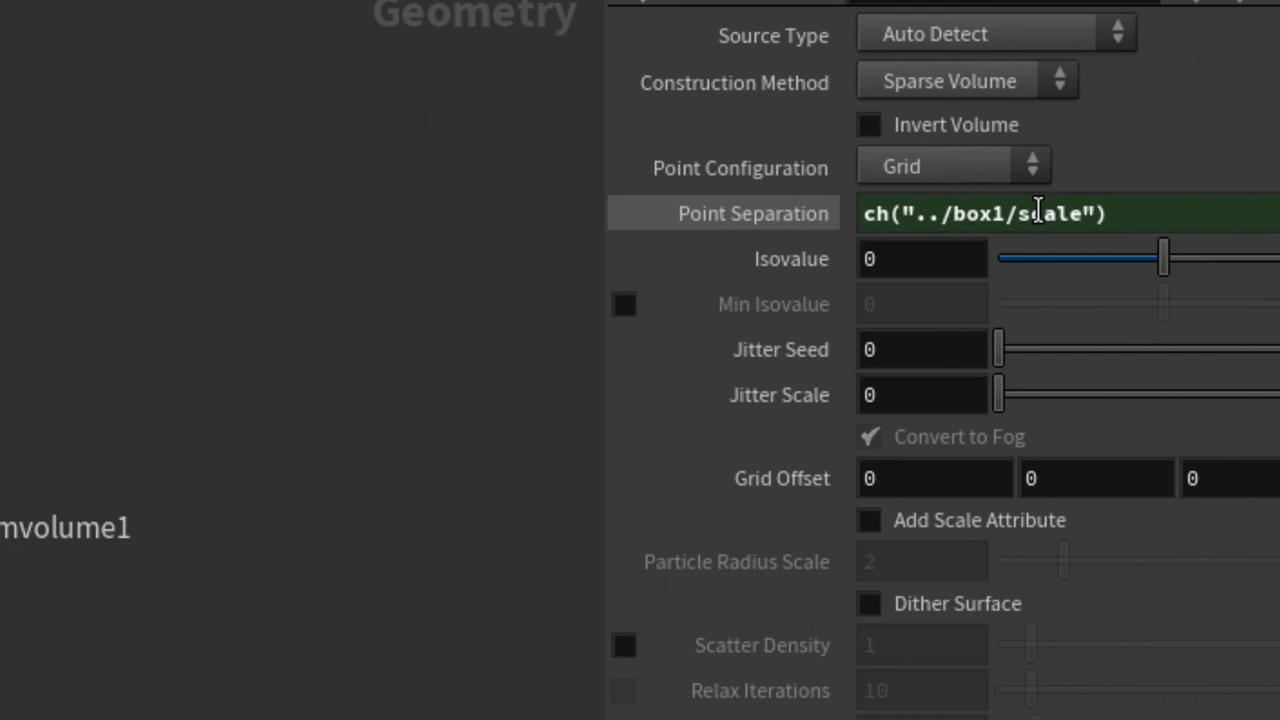 Geometry
Source Type Auto Detect
Construction Method Sparse Volume
Invert Volume
Point Configuration Grid
Point Separation ch("../box1/scale")
Isovalue 0
Min Isovalue 0
Jitter Seed 0
Jitter Scale 0
Convert to Fog
Grid Offset 0 0 0
mvolume1
Add Scale Attribute
Particle Radius Scale 2
Dither Surface
Scatter Density 1
Relax Iterations 10